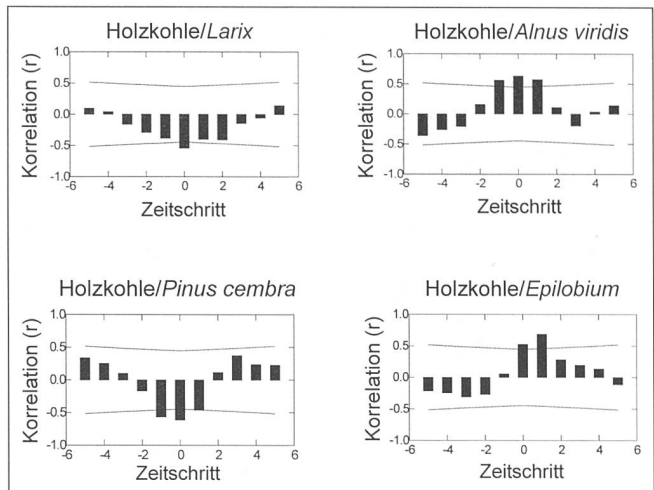 Holzkohle/Larix
Korrelation (r)
1.0
0.5
0.0
-0.5
-1.0
-6 -4 -2 0 2 4 6
Zeitschritt
Holzkohle/Alnus viridis
Korrelation (r)
1.0
0.5
0.0
-0.5
-1.0
-6 -4 -2 0 2 4 6
Zeitschritt
Holzkohle/Pinus cembra
Korrelation (r)
1.0
0.5
0.0
-0.5
-1.0
-6 -4 -2 0 2 4 6
Zeitschritt
Holzkohle/Epilobium
Korrelation (r)
1.0
0.5
0.0
-0.5
-1.0
-6 -4 -2 0 2 4 6
Zeitschritt